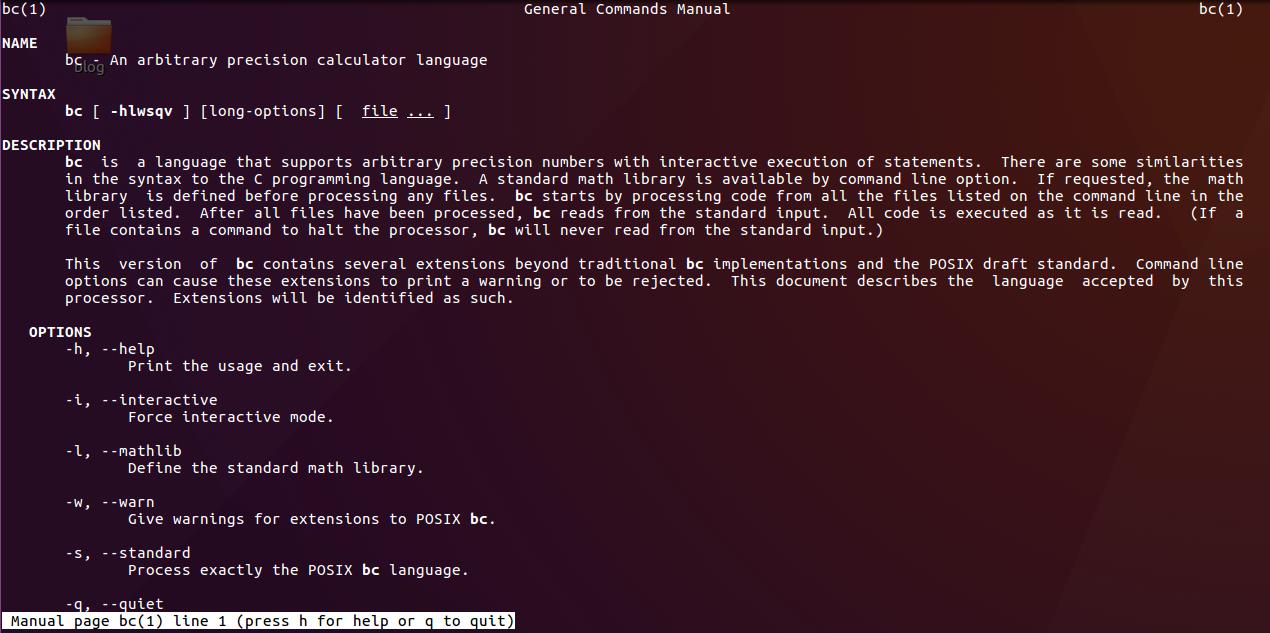 bc(1) General Commands Manual bc(1)
NAME
bc - An arbitrary precision calculator language
blog
SYNTAX
bc [ -hlwsqv ] [long-options] [ file ... ]
DESCRIPTION
bc is a language that supports arbitrary precision numbers with interactive execution of statements. There are some similarities
in the syntax to the C programming language. A standard math library is available by command line option. If requested, the math
library is defined before processing any files. bc starts by processing code from all the files listed on the command line in the
order listed. After all files have been processed, bc reads from the standard input. All code is executed as it is read. (If a
file contains a command to halt the processor, bc will never read from the standard input.)
This version of bc contains several extensions beyond traditional bc implementations and the POSIX draft standard. Command line
options can cause these extensions to print a warning or to be rejected. This document describes the language accepted by this
processor. Extensions will be identified as such.
OPTIONS
-h, --help
Print the usage and exit.
-i, --interactive
Force interactive mode.
-l, --mathlib
Define the standard math library.
-w, --warn
Give warnings for extensions to POSIX bc.
-s, --standard
Process exactly the POSIX bc language.
-q, --quiet
Manual page bc(1) line 1 (press h for help or q to quit)